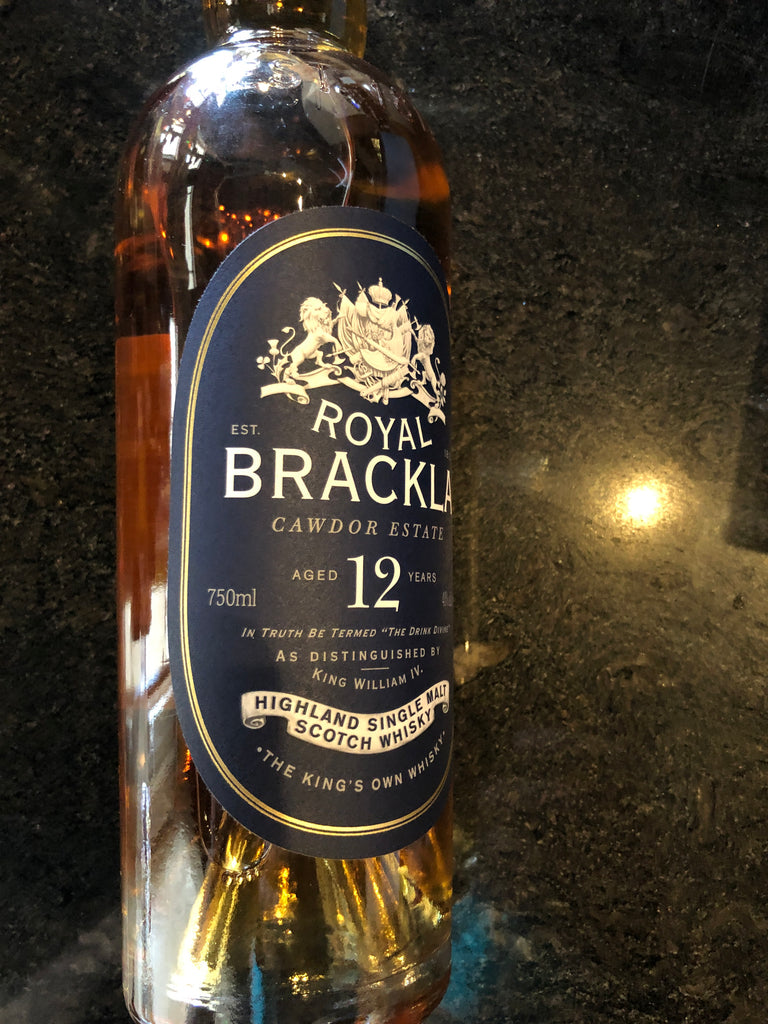 EST.
ROYAL
BRACKLA
CAWDOR ESTATE
AGED 12 YEARS
750ml
IN TRUTH BE TERMED "THE DRINK DIVINE"
AS DISTINGUISHED BY
KING WILLIAM IV.
HIGHLAND SINGLE MALT
SCOTCH WHISKY
•THE KING'S OWN WHISKY•